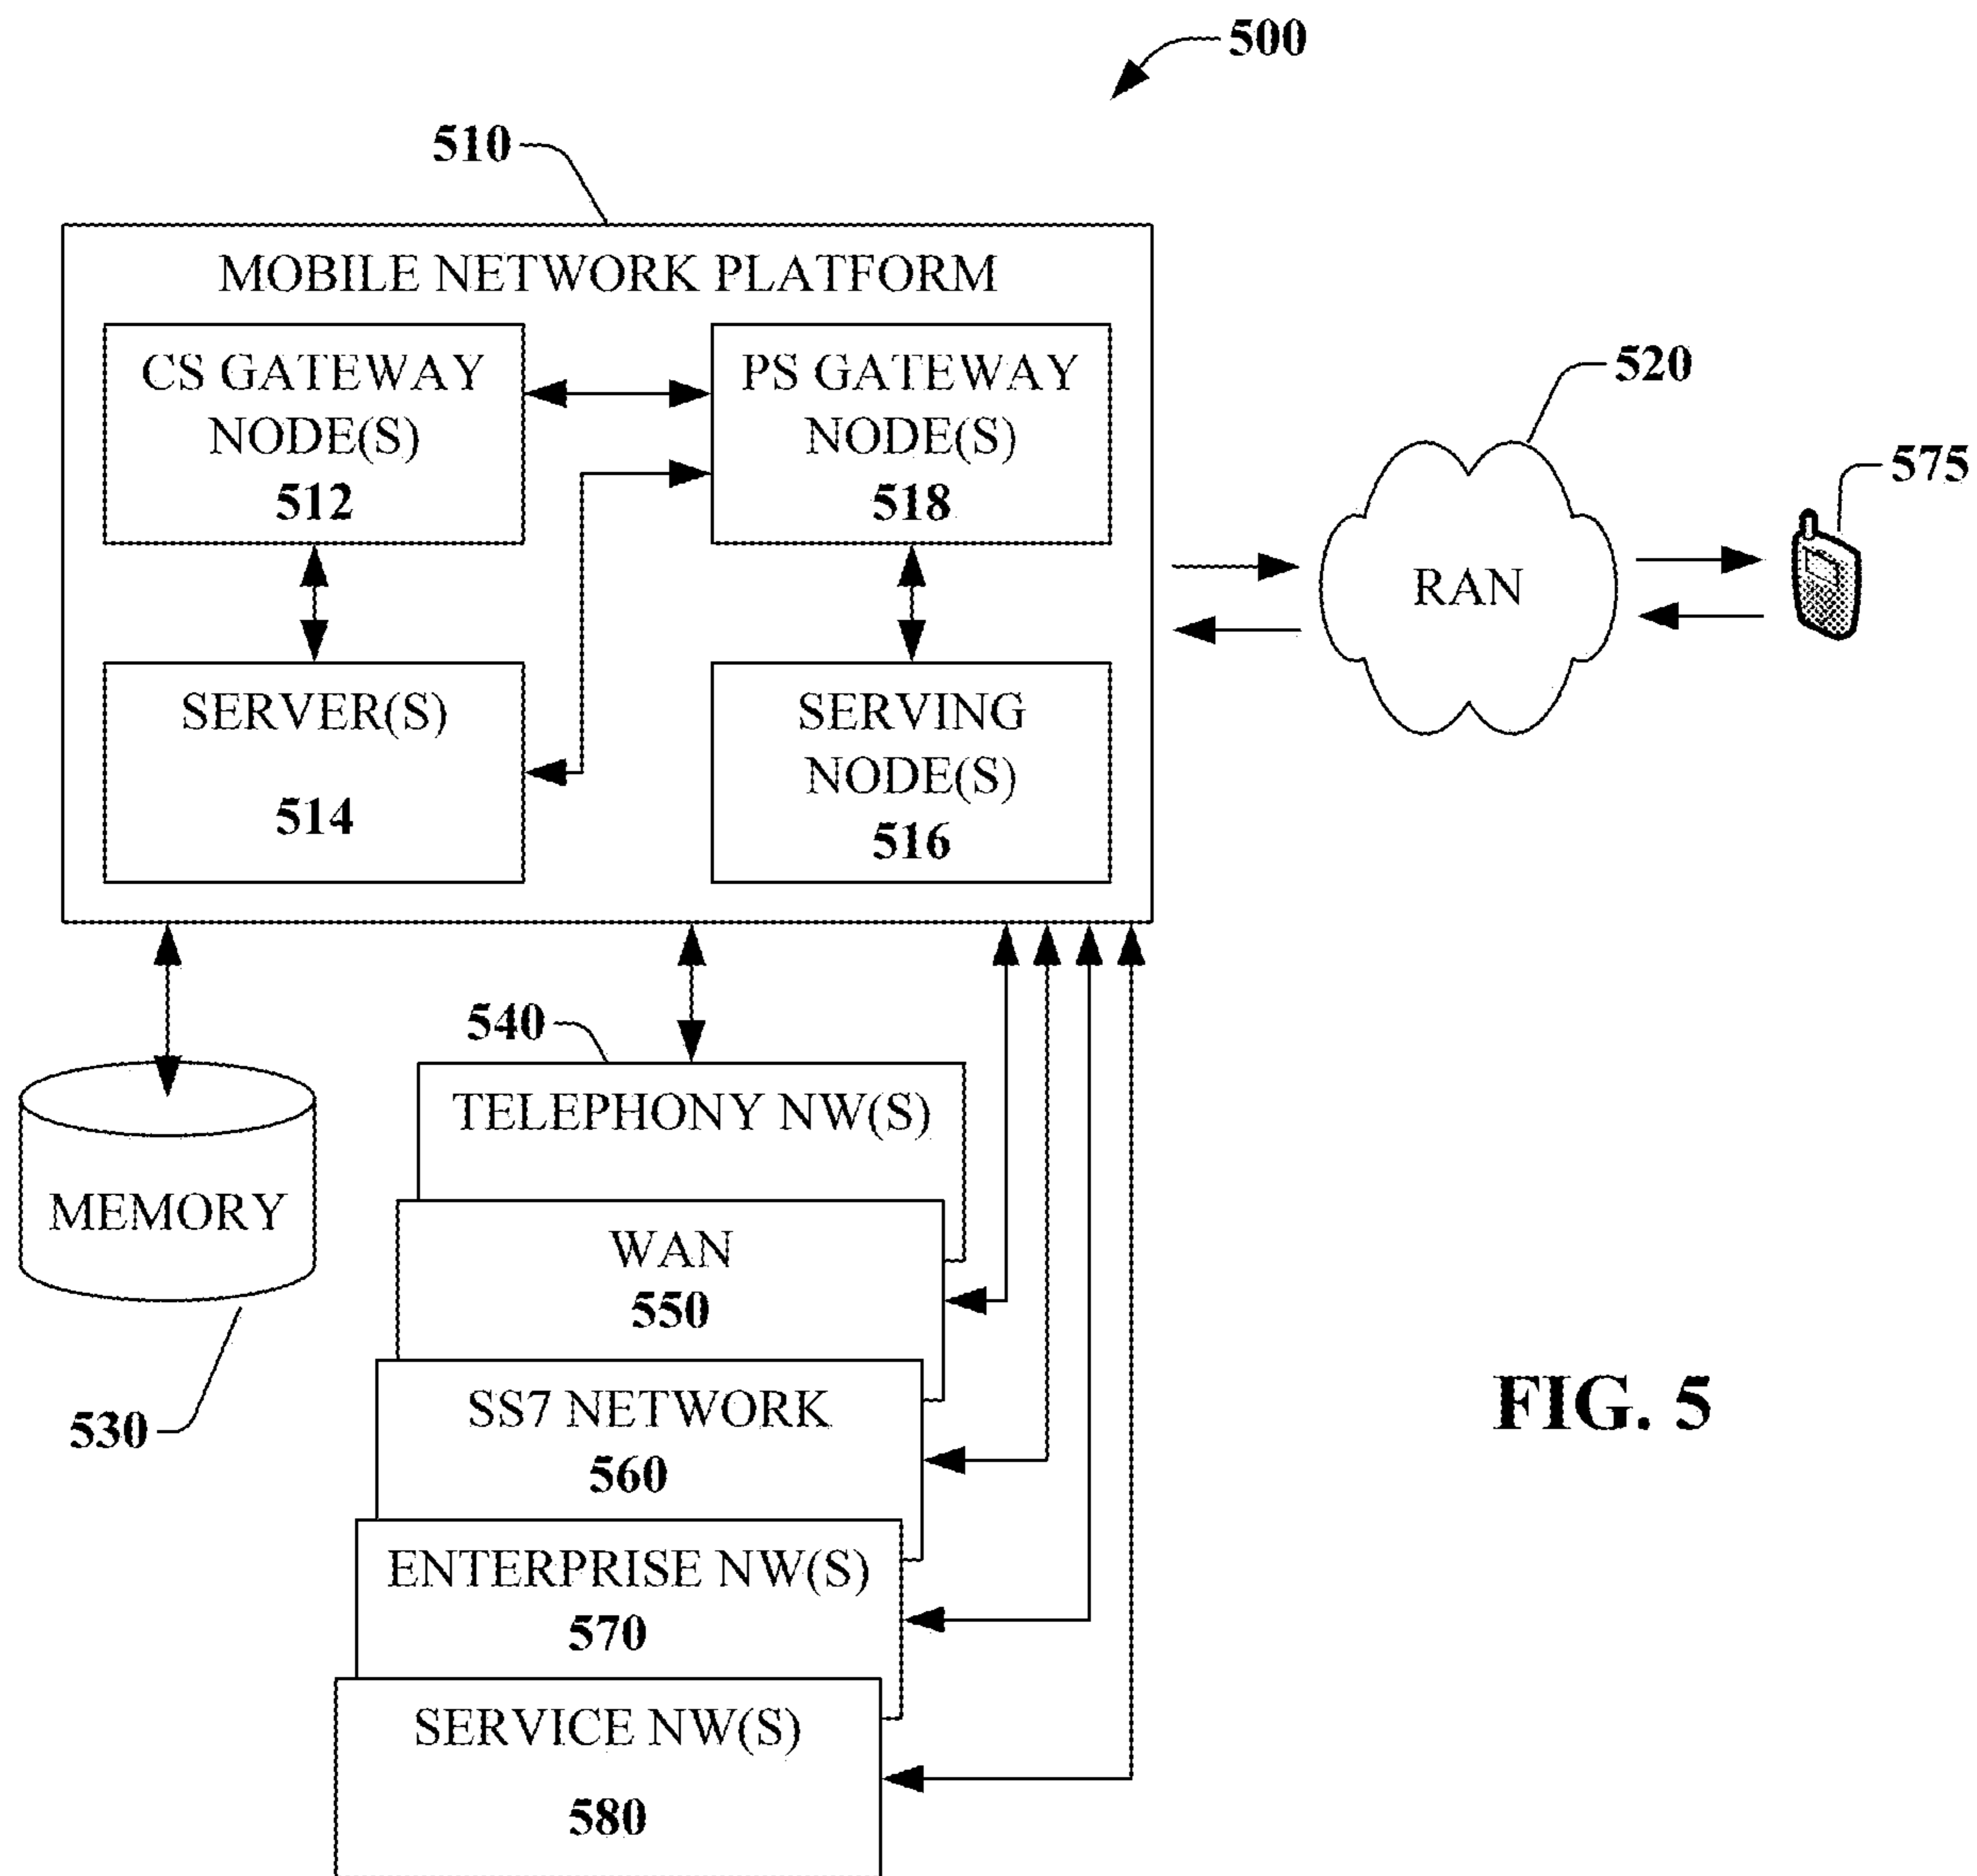 500
510
MOBILE NETWORK PLATFORM
CS GATEWAY
NODE(S)
512
PS GATEWAY
NODE(S)
518
SERVER(S)
514
SERVING
NODE(S)
516
520
RAN
575
540
TELEPHONY NW(S)
MEMORY
530
WAN
550
SS7 NETWORK
560
ENTERPRISE NW(S)
570
SERVICE NW(S)
580
FIG. 5